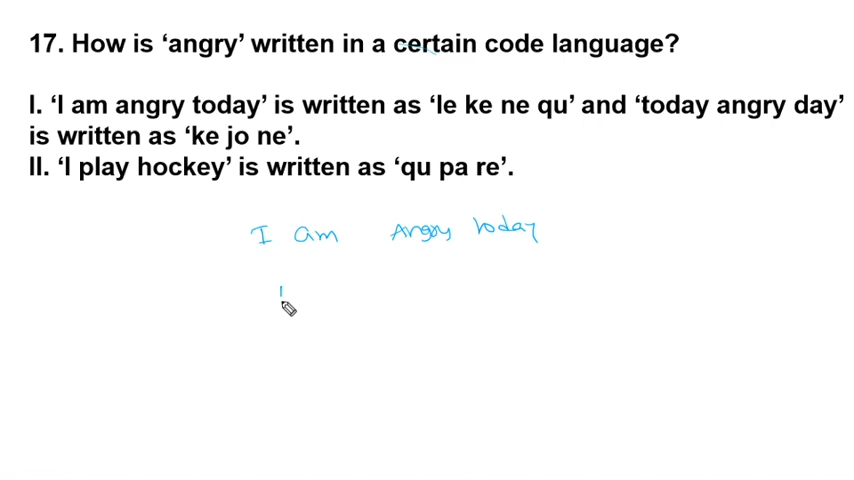 17. How is ‘angry’ written in a certain code language?
I. ‘I am angry today’ is written as ‘le ke ne qu’ and ‘today angry day’
is written as ‘ke jo ne’.
II. ‘I play hockey’ is written as ‘qu pa re’.
I am Angry today